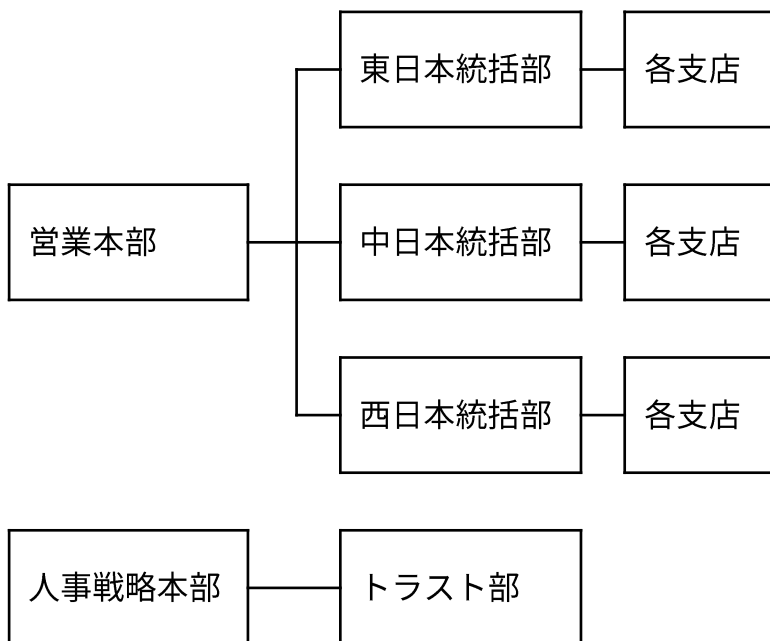 東日本統括部
各支店
営業本部
中日本統括部
各支店
西日本統括部
各支店
人事戦略本部
トラスト部